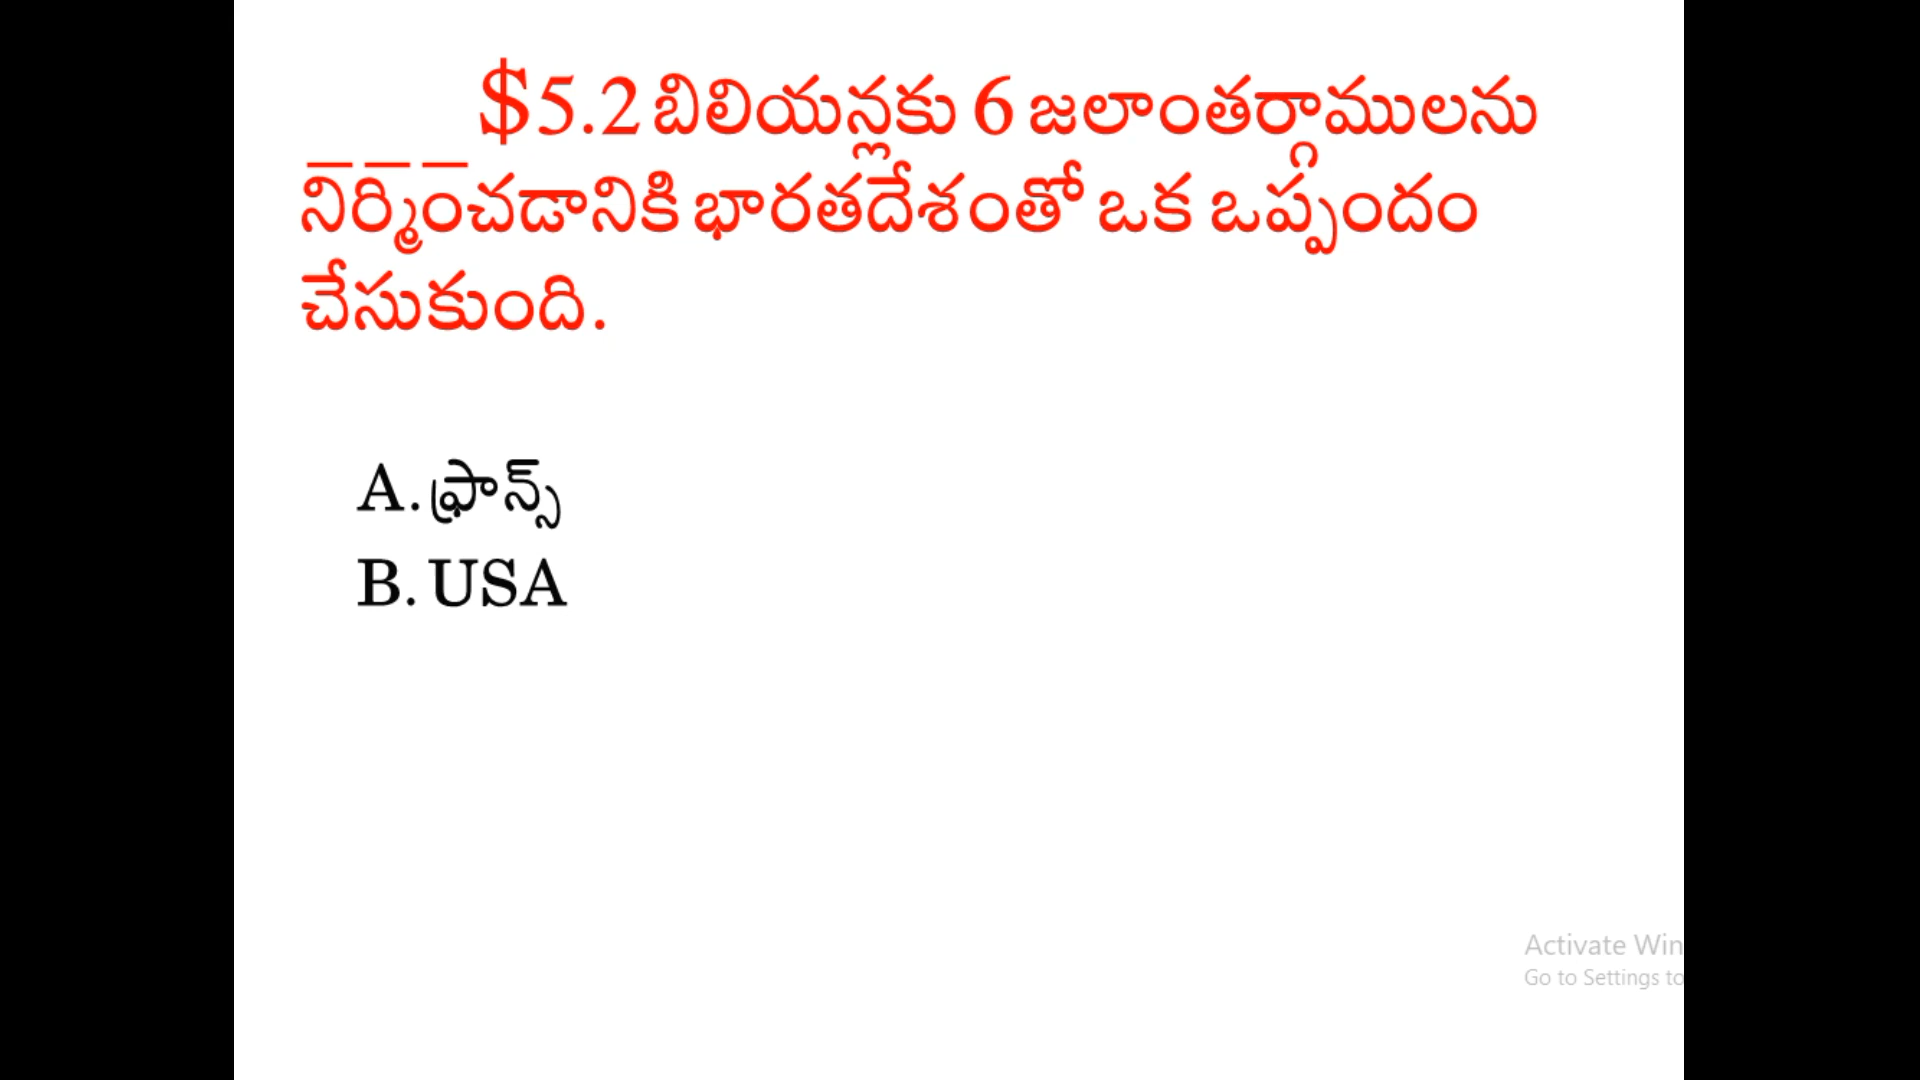 _ _ _ $5.2 బిలియన్లకు 6 జలాంతర్గాములను
నిర్మించడానికి భారతదేశంతో ఒక ఒప్పందం
చేసుకుంది.
A. ఫ్రాన్స్
B. USA
Activate Win
Go to Settings to